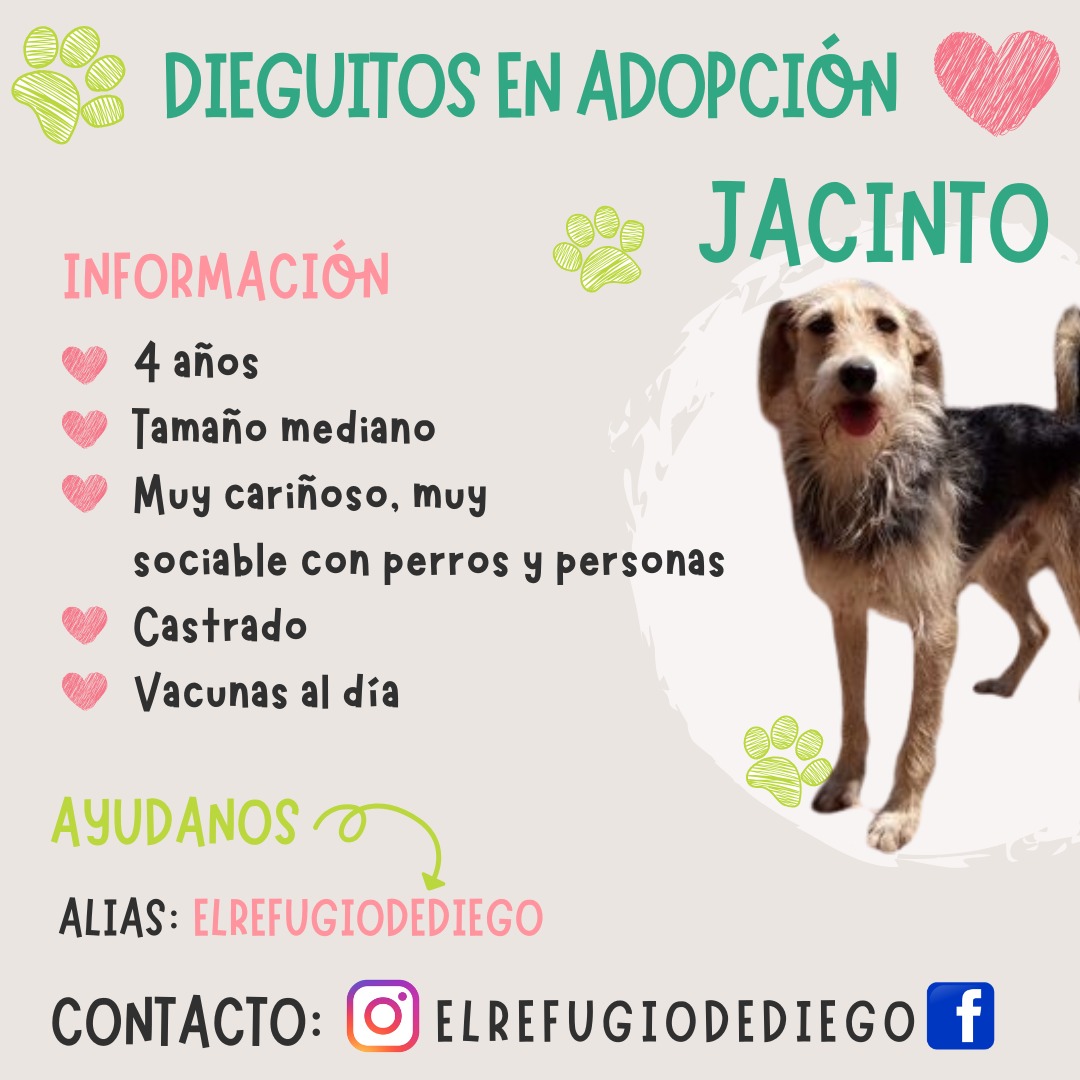 DIEGUITOS EN ADOPCIÓN
JACINTO
INFORMACIÓN
4 años
Tamaño mediano
Muy cariñoso, muy
sociable con perros y personas
Castrado
Vacunas al día
AYUDANOS
ALIAS: ELREFUGIODEDIEGO
CONTACTO: ELREFUGIODEDIEGO